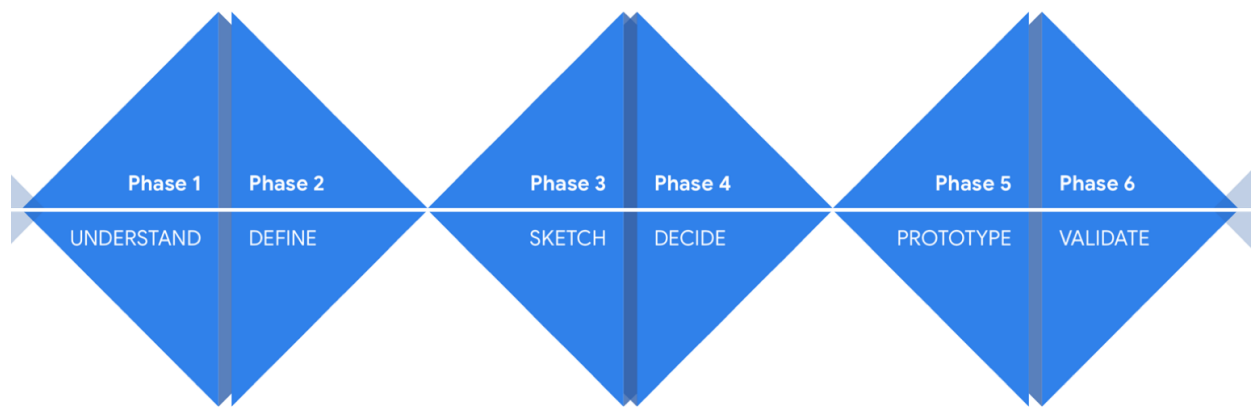 Phase 1
Phase 2
Phase 3
Phase 4
Phase 5
Phase 6
UNDERSTAND
DEFINE
SKETCH
DECIDE
PROTOTYPE
VALIDATE